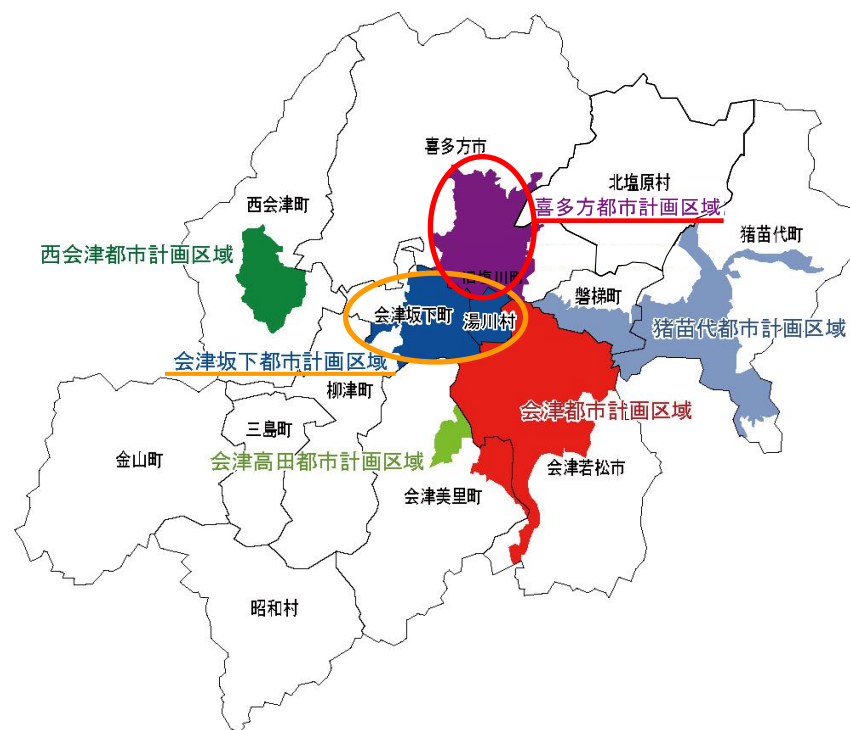 喜多方市
北塩原村
西会津町
喜多方都市計画区域
猪苗代町
西会津都市計画区域
旧塩川町
磐梯町
会津坂下町
湯川村
猪苗代都市計画区域
会津坂下都市計画区域
柳津町
三島町
会津都市計画区域
金山町
会津高田都市計画区域
会津若松市
会津美里町
昭和村